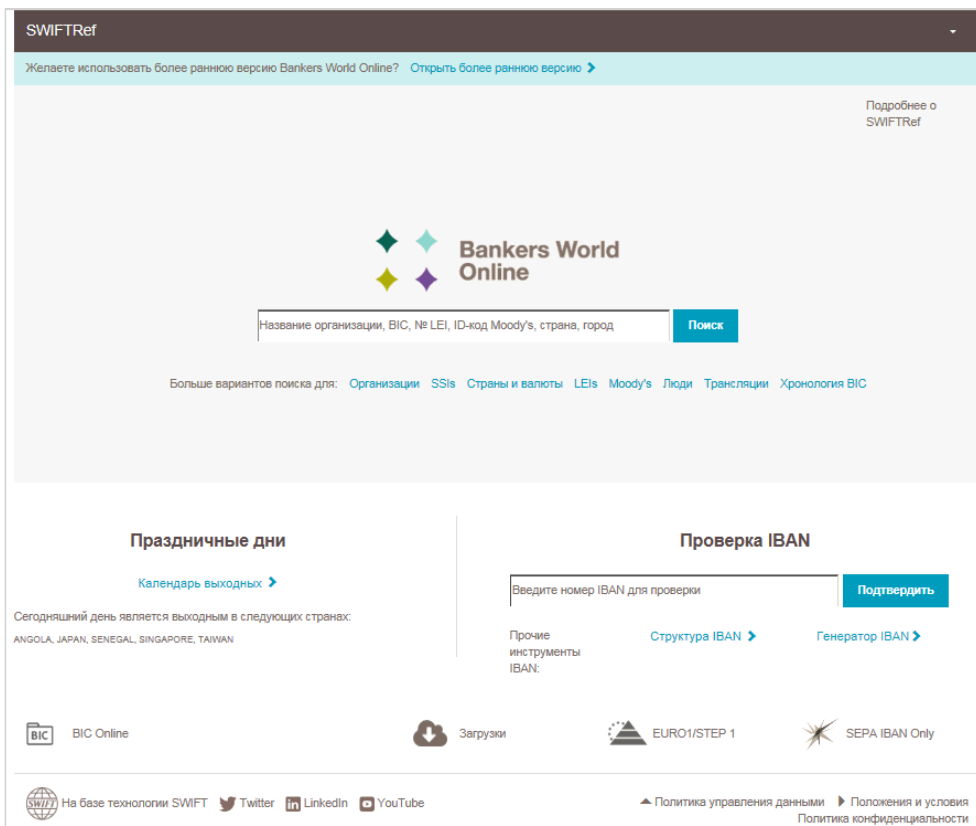 SWIFTRef
Желаете использовать более раннюю версию Bankers World Online? Открыть более раннюю версию
Подробнее о
SWIFTRef
Bankers World
Online
Название организации, BIC, № LEI, ID-код Moody's, страна, город
Поиск
Больше вариантов поиска для: Организации SSIs Страны и валюты LEIs Moody's Люди Трансляции Хронология BIC
Праздничные дни
Календарь выходных
Сегодняшний день является выходным в следующих странах:
ANGOLA, JAPAN, SENEGAL, SINGAPORE, TAIWAN
Проверка IBAN
Введите номер IBAN для проверки
Подтвердить
Прочие
инструменты
IBAN:
Структура IBAN
Генератор IBAN
BIC
BIC Online
Загрузки
EURO1/STEP 1
SEPA IBAN Only
SWIFT
На базе технологии SWIFT Twitter LinkedIn YouTube
Политика управления данными Положения и условия
Политика конфиденциальности